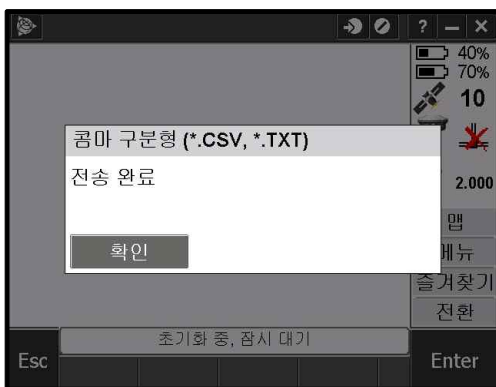 ? — ×
40%
70%
10
콤마 구분형 (*.CSV, *.TXT)
전송 완료
2.000
확인
맵
메뉴
즐겨찾기
전환
초기화 중, 잠시 대기
Esc
Enter